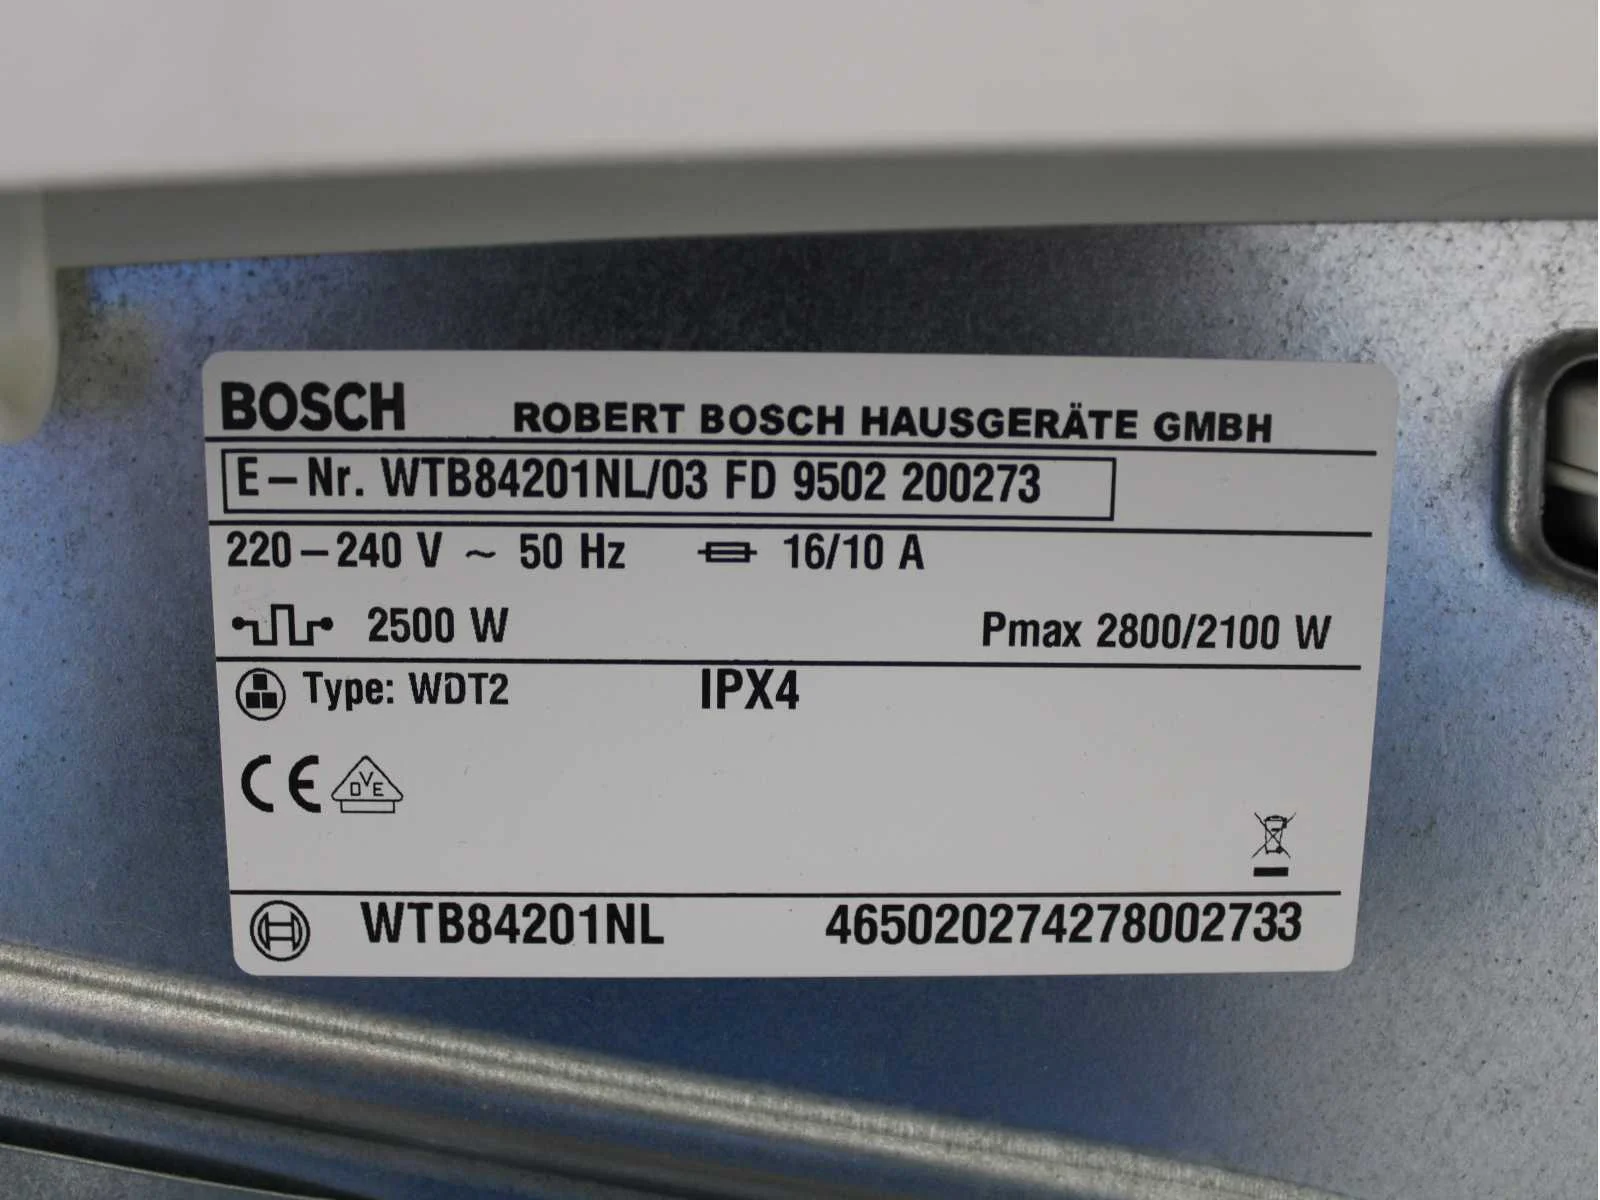 BOSCH ROBERT BOSCH HAUSGERÄTE GMBH
E–Nr. WTB84201NL/03 FD 9502 200273
220–240 V ~ 50 Hz 16/10 A
2500 W Pmax 2800/2100 W
Type: WDT2 IPX4
CE DVE
WTB84201NL 465020274278002733